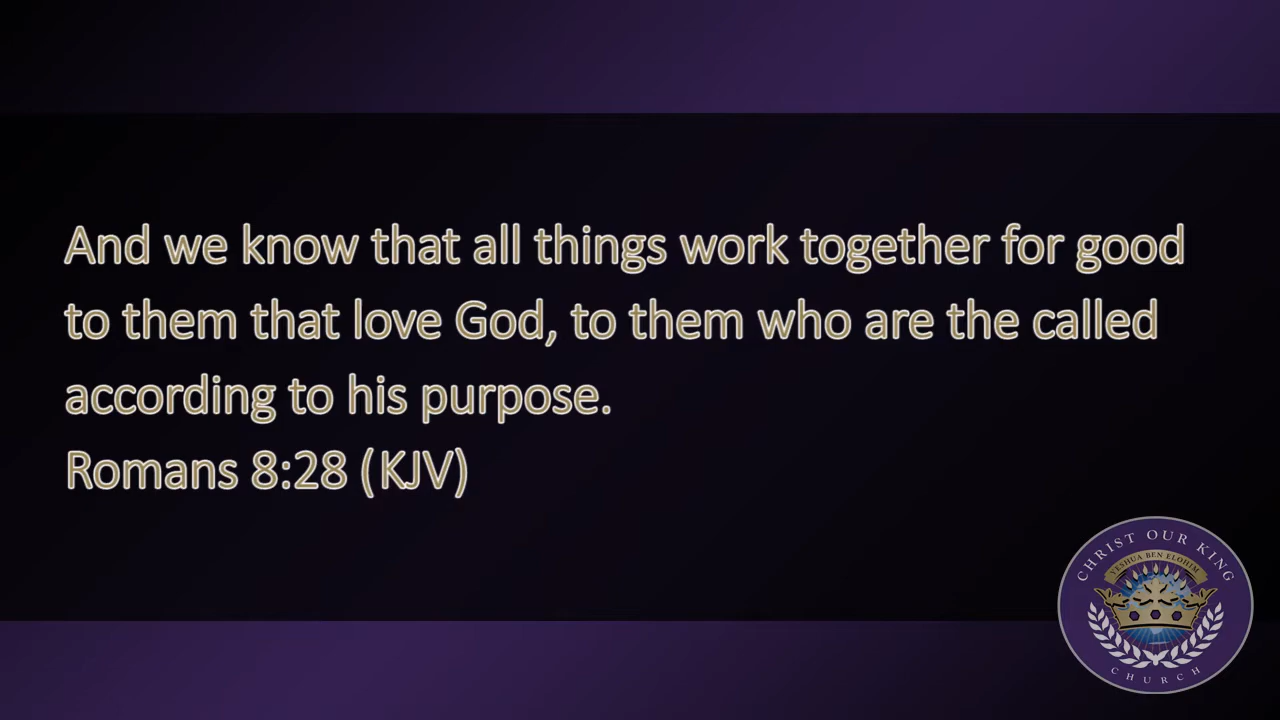 And we know that all things work together for good
to them that love God, to them who are the called
according to his purpose.
Romans 8:28 (KJV)
CHRIST OUR KING
YESHUA BEN ELOHIM
CHURCH